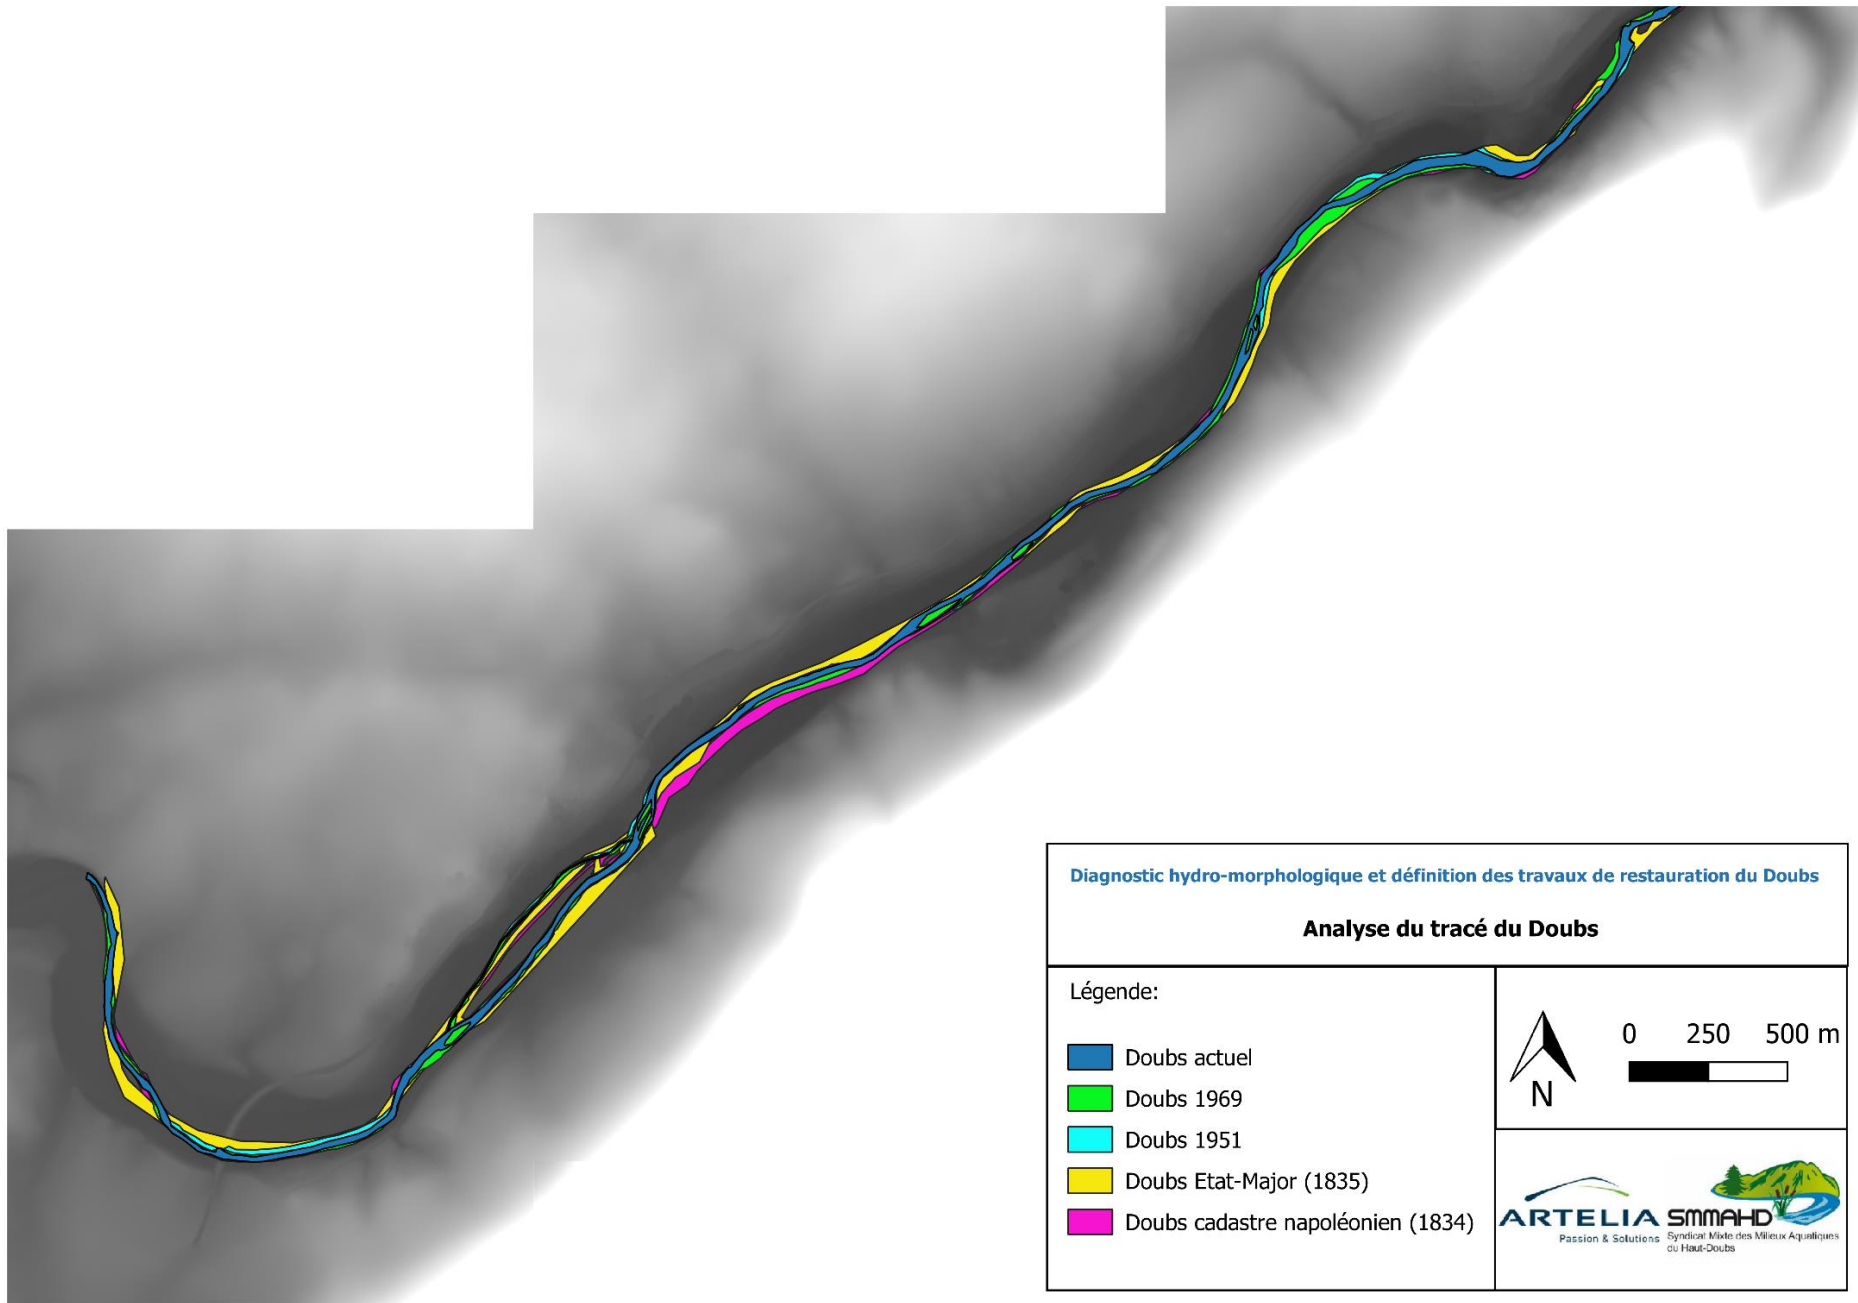 Diagnostic hydro-morphologique et définition des travaux de restauration du Doubs
Analyse du tracé du Doubs
Légende:
Doubs actuel
Doubs 1969
Doubs 1951
Doubs Etat-Major (1835)
Doubs cadastre napoléonien (1834)
N
0 250 500 m
ARTELIA
Passion & Solutions
SMMAHD
Syndicat Mixte des Milieux Aquatiques
du Haut-Doubs